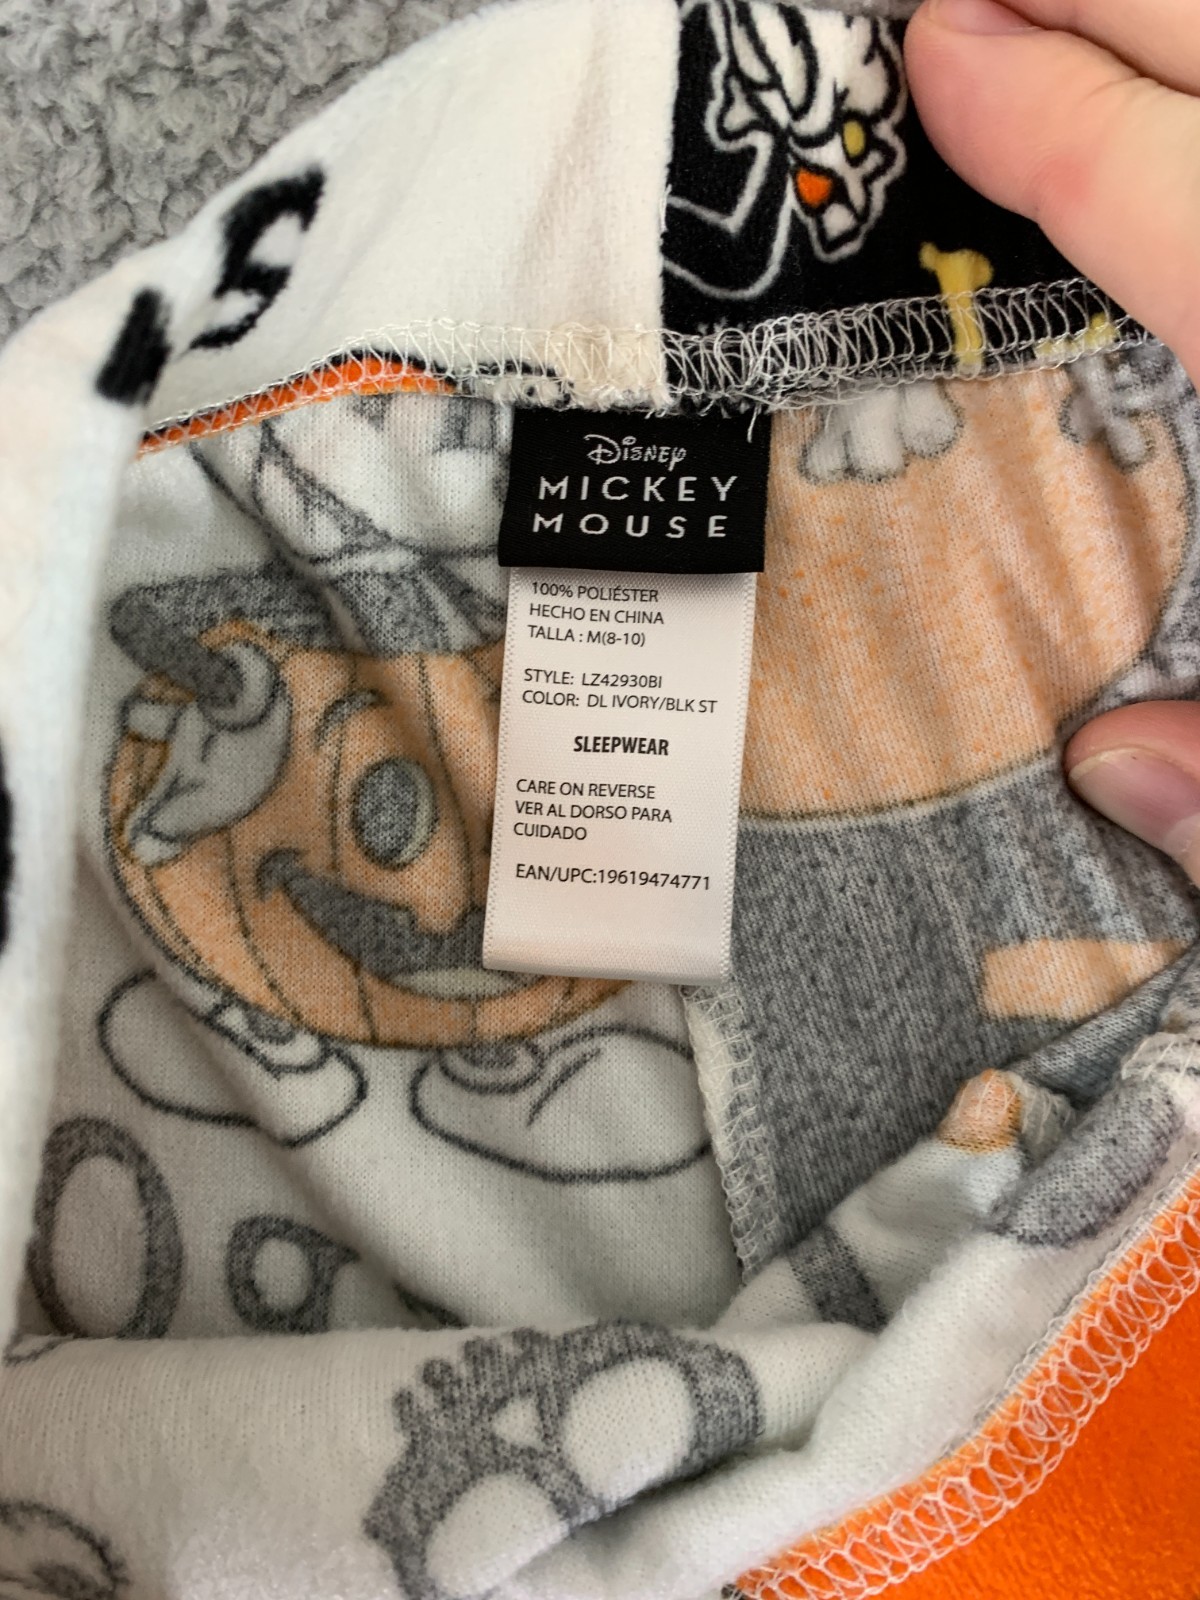 Disney
MICKEY
MOUSE
100% POLIÉSTER
HECHO EN CHINA
TALLA : M(8-10)
STYLE: LZ42930BI
COLOR: DL IVORY/BLK ST
SLEEPWEAR
CARE ON REVERSE
VER AL DORSO PARA
CUIDADO
EAN/UPC:19619474771